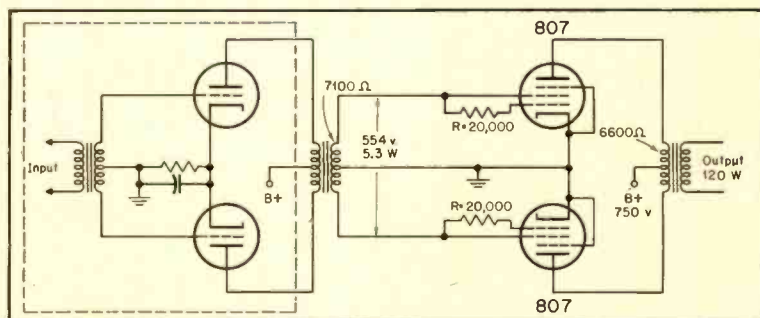 807
7100 Ω
R=20,000
6600Ω
554 v.
5.3 W
Input
B+
B+
750 v
Output
120 W
R=20,000
807